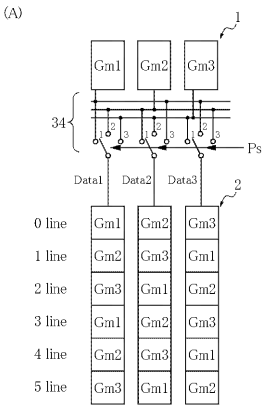 (A)
1
Gm1 Gm2 Gm3
34
1 2 3 1 2 3 1 2 3
Ps
Data1 Data2 Data3
2
0 line Gm1 Gm2 Gm3
1 line Gm2 Gm3 Gm1
2 line Gm3 Gm1 Gm2
3 line Gm1 Gm2 Gm3
4 line Gm2 Gm3 Gm1
5 line Gm3 Gm1 Gm2